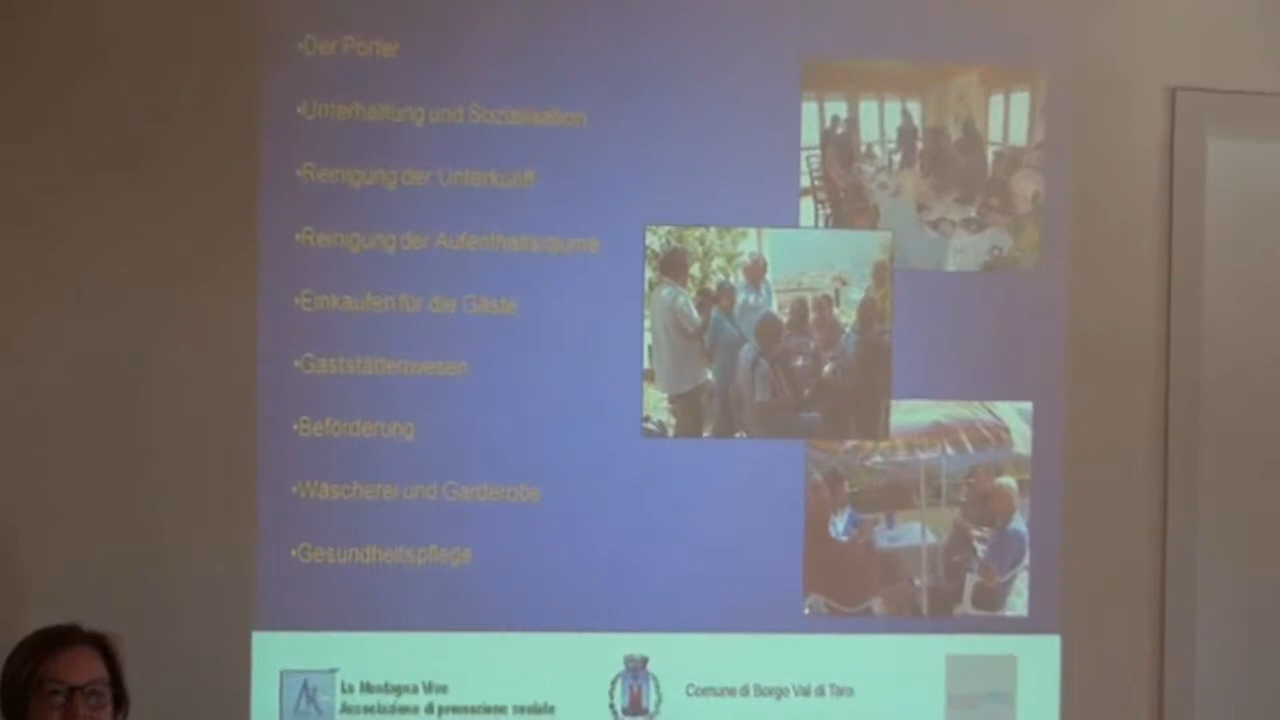 •Der Porter
•Unterhaltung und Sozialisation
•Reinigung der Unterkunft
•Reinigung der Aufenthaltsräume
•Einkaufen für die Gäste
•Gaststättenwesen
•Beförderung
•Wäscherei und Garderobe
•Gesundheitspflege
La Montagna Viva
Associazione di promozione sociale
Comune di Borgo Val di Taro